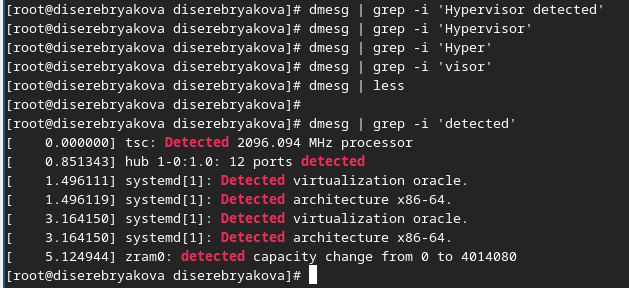 [root@diserebryakova diserebryakova]# dmesg | grep -i 'Hypervisor detected'
[root@diserebryakova diserebryakova]# dmesg | grep -i 'Hypervisor'
[root@diserebryakova diserebryakova]# dmesg | grep -i 'Hyper'
[root@diserebryakova diserebryakova]# dmesg | grep -i 'visor'
[root@diserebryakova diserebryakova]# dmesg | less
[root@diserebryakova diserebryakova]#
[root@diserebryakova diserebryakova]# dmesg | grep -i 'detected'
[    0.000000] tsc: Detected 2096.094 MHz processor
[    0.851343] hub 1-0:1.0: 12 ports detected
[    1.496111] systemd[1]: Detected virtualization oracle.
[    1.496119] systemd[1]: Detected architecture x86-64.
[    3.164150] systemd[1]: Detected virtualization oracle.
[    3.164150] systemd[1]: Detected architecture x86-64.
[    5.124944] zram0: detected capacity change from 0 to 4014080
[root@diserebryakova diserebryakova]#